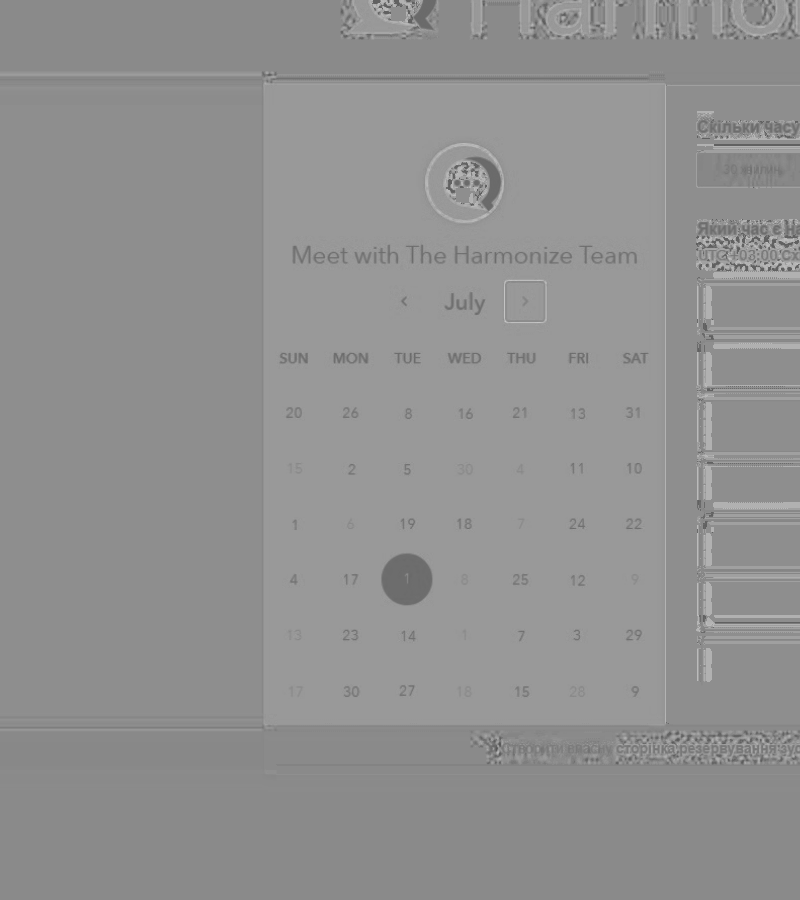 Harmo
Meet with The Harmonize Team
‹ July ›
SUN MON TUE WED THU FRI SAT
20 26 8 16 21 13 31
15 2 5 30 4 11 10
1 6 19 18 7 24 22
4 17 1 8 25 12 9
13 23 14 1 7 3 29
17 30 27 18 15 28 9
Скільки часу
30 хвилин
Який час є на
UTC+03:00 Сх
Створити власну сторінка резервування зус